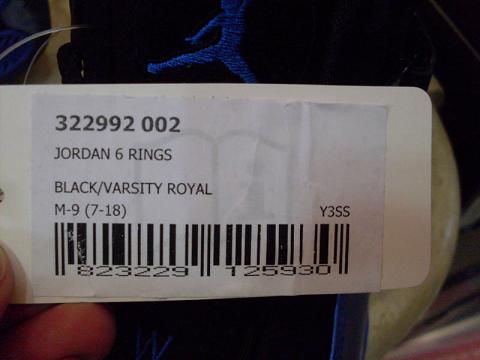 322992 002
JORDAN 6 RINGS
BLACK/VARSITY ROYAL
M-9 (7-18) Y3SS
823229 125930